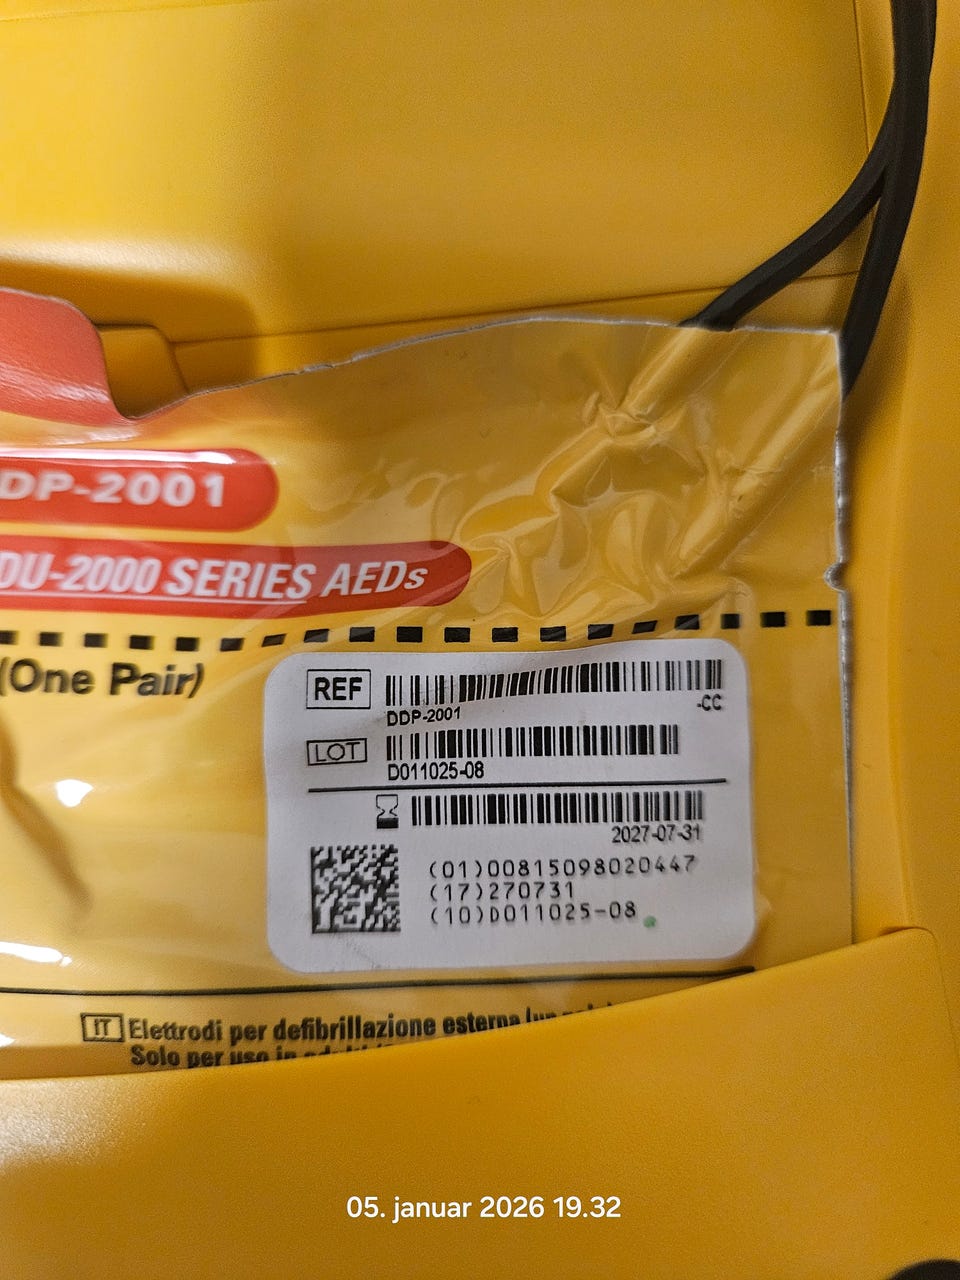 DP-2001
DU-2000 SERIES AEDs
(One Pair)
REF
DDP-2001
-CC
LOT
D011025-08
2027-07-31
(01)00815098020447
(17)270731
(10)D011025-08
IT Elettrodi per defibrillazione esterna
Solo per uso in
05. januar 2026 19.32